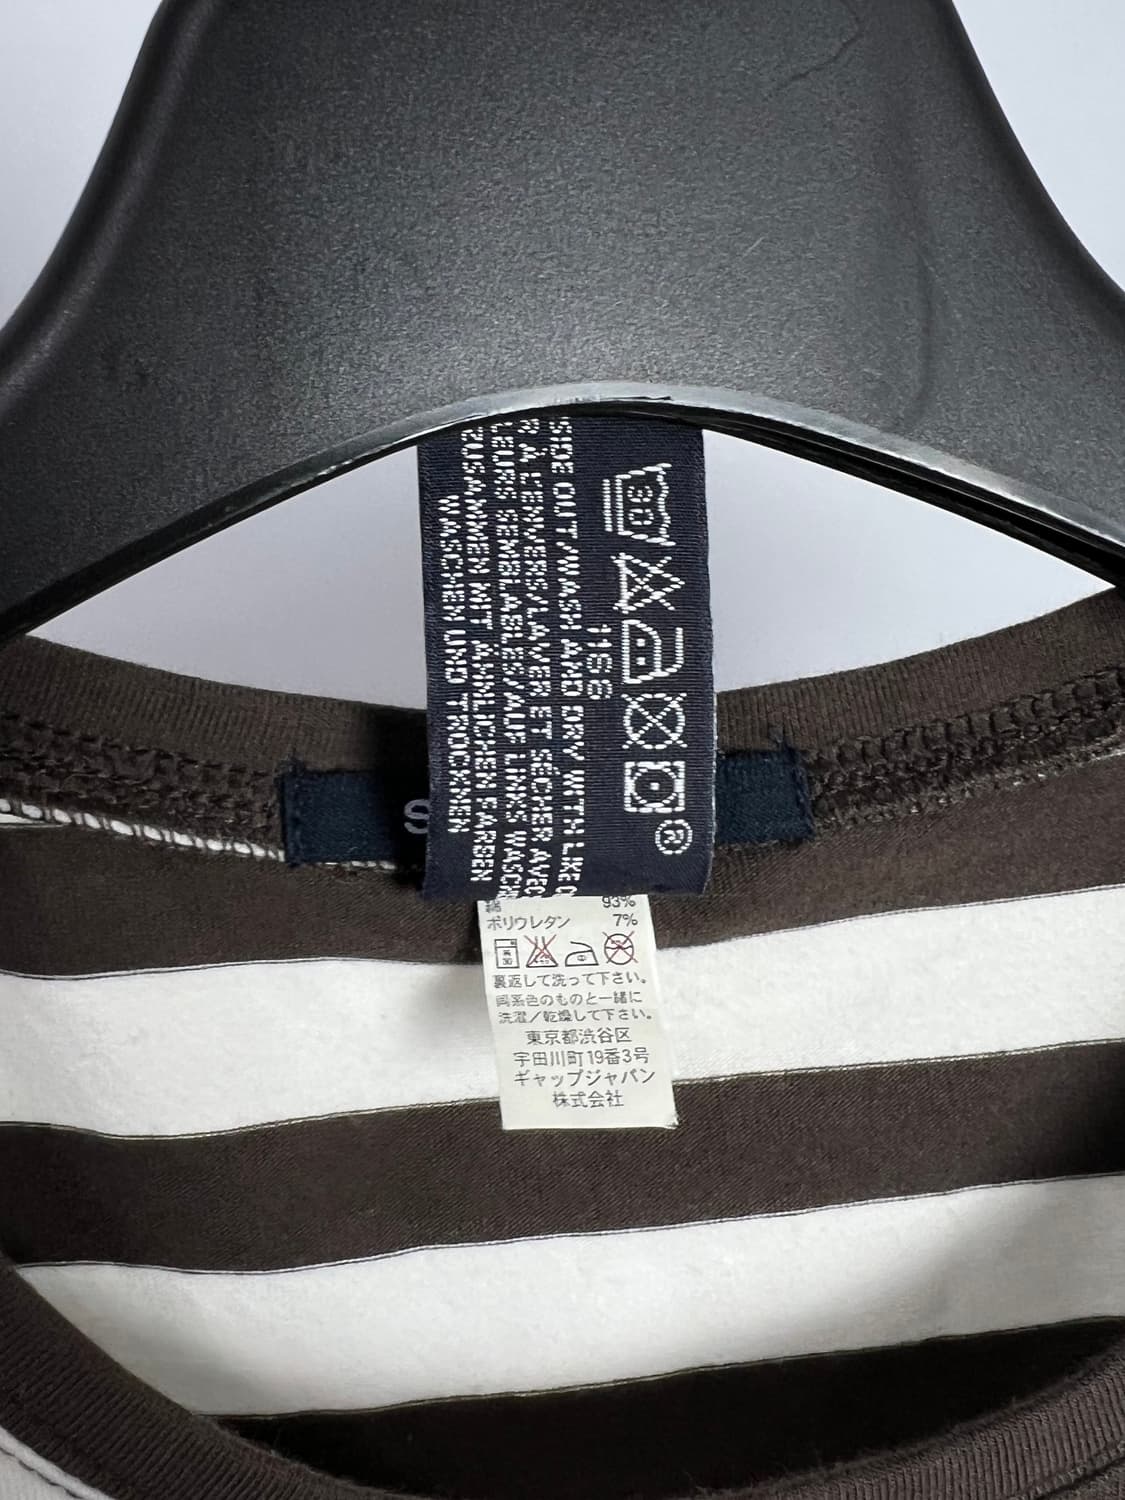 SIDE OUT/WASH AND DRY WITH LIKE
R À L'ENVERS/LAVER ET SÉCHER AVEC
LEURS SEMBLABLES/AUF LINKS
ZUSAMMEN MIT ÄHNLICHEN FARBEN
WASCHEN UND TROCKNEN
30
1166
®
S
綿 93%
ポリウレタン 7%
裏返して洗って下さい。
同系色のものと一緒に
洗濯/乾燥して下さい。
東京都渋谷区
宇田川町19番3号
ギャップジャパン
株式会社